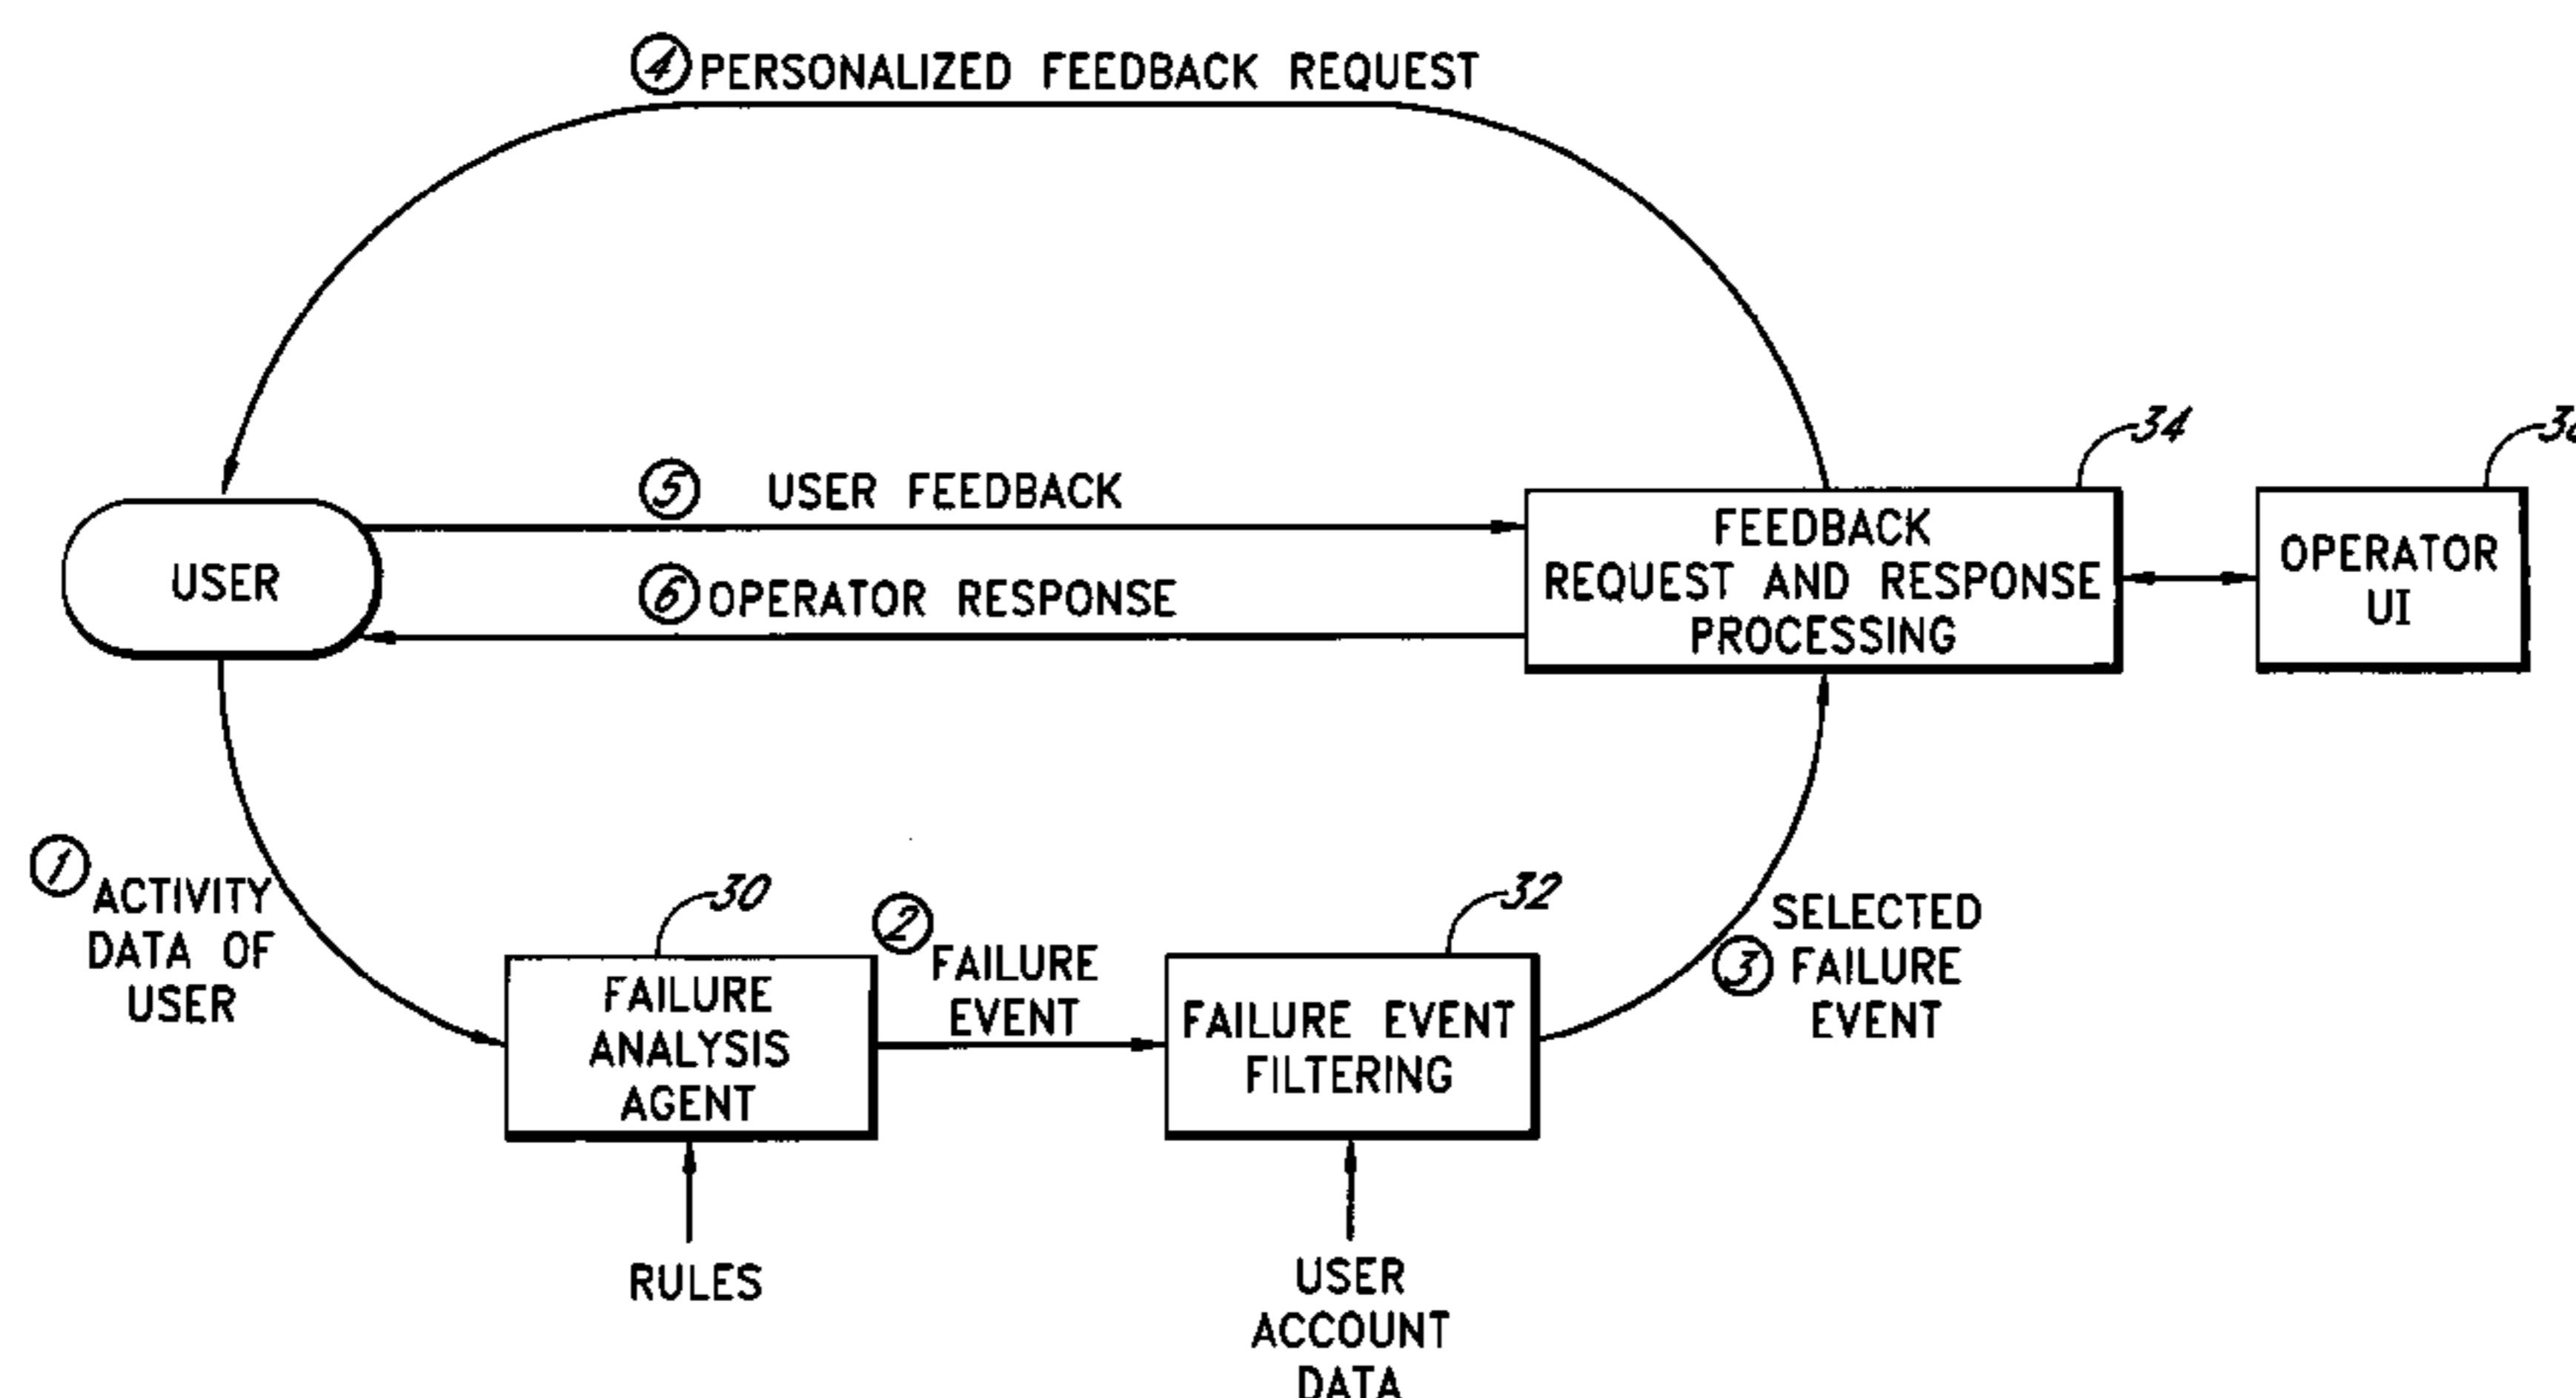 ④ PERSONALIZED FEEDBACK REQUEST
34
⑤ USER FEEDBACK
FEEDBACK
REQUEST AND RESPONSE
PROCESSING
OPERATOR
UI
USER
⑥ OPERATOR RESPONSE
① ACTIVITY
DATA OF
USER
30
FAILURE
ANALYSIS
AGENT
② FAILURE
EVENT
32
FAILURE EVENT
FILTERING
SELECTED
③ FAILURE
EVENT
RULES
USER
ACCOUNT
DATA